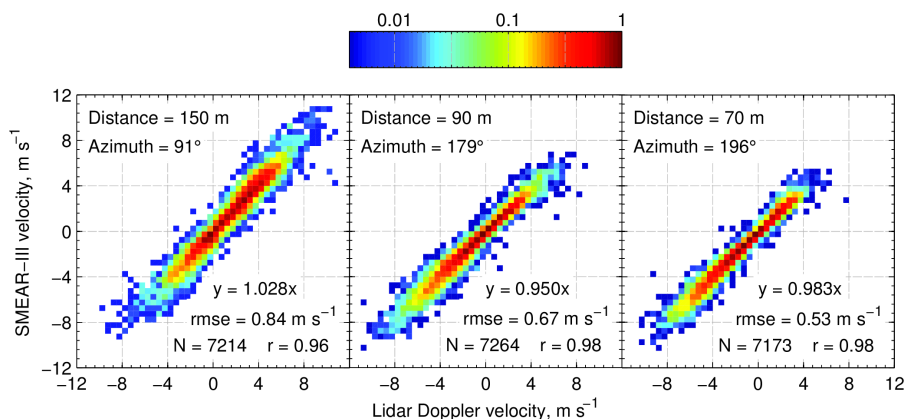 0.01 0.1 1
12
8
4
0
−4
−8
−12
SMEAR−III velocity, m s⁻¹
Distance = 150 m
Azimuth = 91°
y = 1.028x
rmse = 0.84 m s⁻¹
N = 7214 r = 0.96
Distance = 90 m
Azimuth = 179°
y = 0.950x
rmse = 0.67 m s⁻¹
N = 7264 r = 0.98
Distance = 70 m
Azimuth = 196°
y = 0.983x
rmse = 0.53 m s⁻¹
N = 7173 r = 0.98
−12 −8 −4 0 4 8 −8 −4 0 4 8 −8 −4 0 4 8 12
Lidar Doppler velocity, m s⁻¹